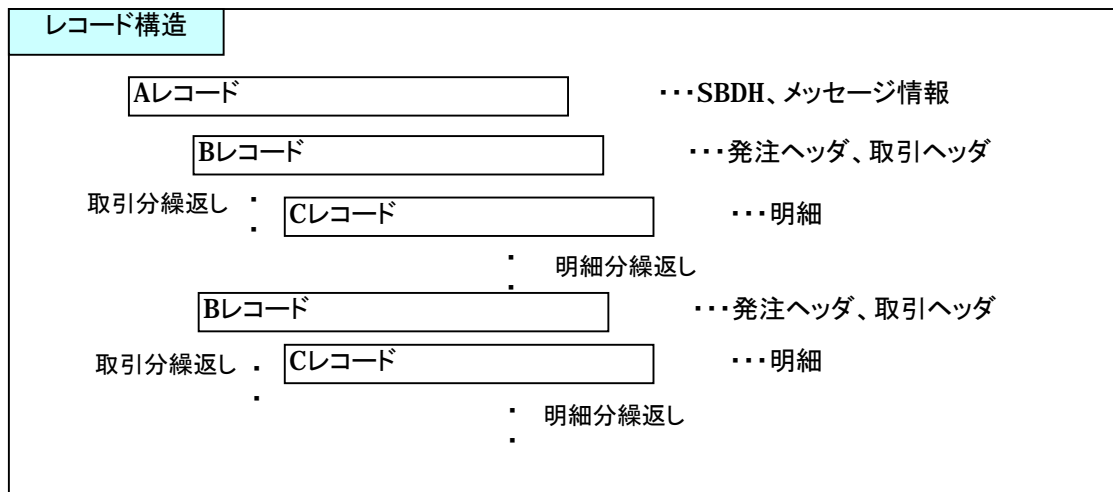 レコード構造
Aレコード ・・・SBDH、メッセージ情報
Bレコード ・・・発注ヘッダ、取引ヘッダ
取引分繰返し ・・ Cレコード ・・・明細
・・ 明細分繰返し
Bレコード ・・・発注ヘッダ、取引ヘッダ
取引分繰返し ・・ Cレコード ・・・明細
・・ 明細分繰返し